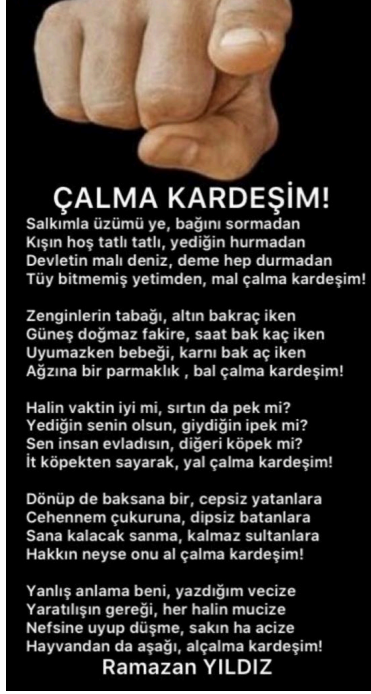 ÇALMA KARDEŞİM!
Salkımla üzümü ye, bağını sormadan
Kışın hoş tatlı tatlı, yediğin hurmadan
Devletin malı deniz, deme hep durmadan
Tüy bitmemiş yetimden, mal çalma kardeşim!
Zenginlerin tabağı, altın bakraç iken
Güneş doğmaz fakire, saat bak kaç iken
Uyumazken bebeği, karnı bak aç iken
Ağzına bir parmaklık , bal çalma kardeşim!
Halin vaktin iyi mi, sırtın da pek mi?
Yediğin senin olsun, giydiğin ipek mi?
Sen insan evladısın, diğeri köpek mi?
İt köpekten sayarak, yal çalma kardeşim!
Dönüp de baksana bir, cepsiz yatanlara
Cehennem çukuruna, dipsiz batanlara
Sana kalacak sanma, kalmaz sultanlara
Hakkın neyse onu al çalma kardeşim!
Yanlış anlama beni, yazdığım vecize
Yaratılışın gereği, her halin mucize
Nefsine uyup düşme, sakın ha acize
Hayvandan da aşağı, alçalma kardeşim!
Ramazan YILDIZ